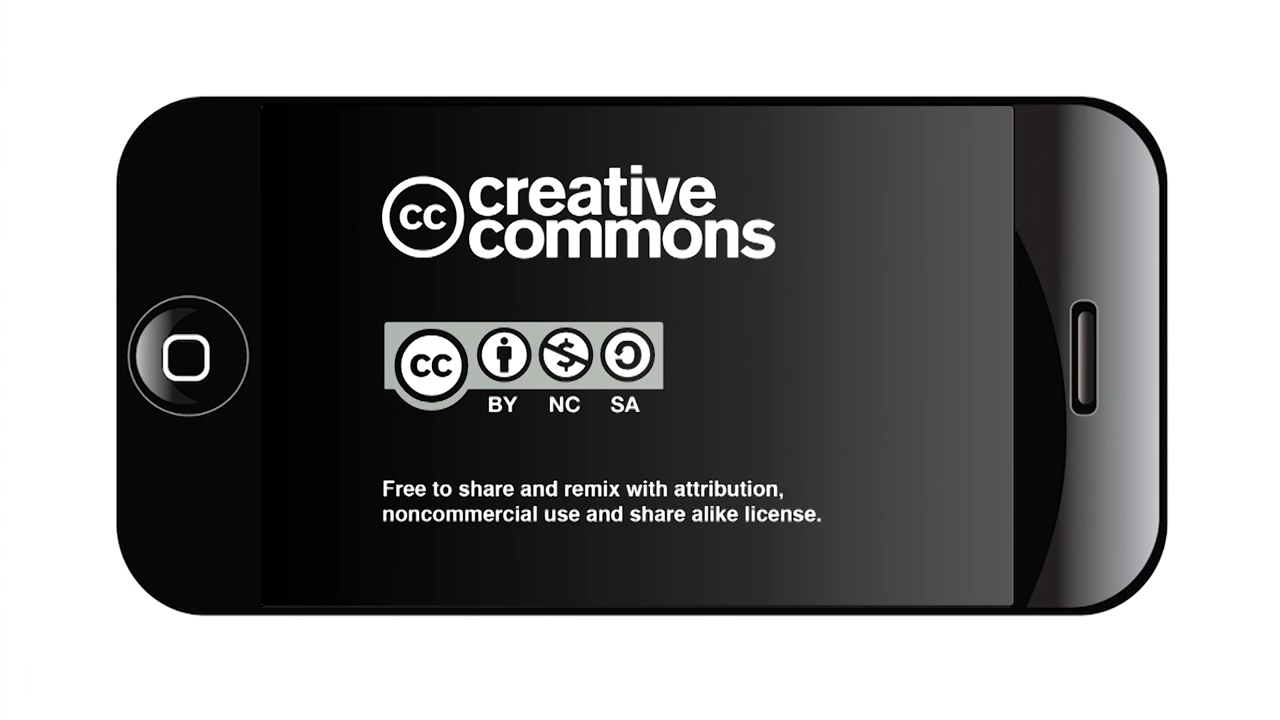 cc creative
commons
cc
BY NC SA
Free to share and remix with attribution,
noncommercial use and share alike license.